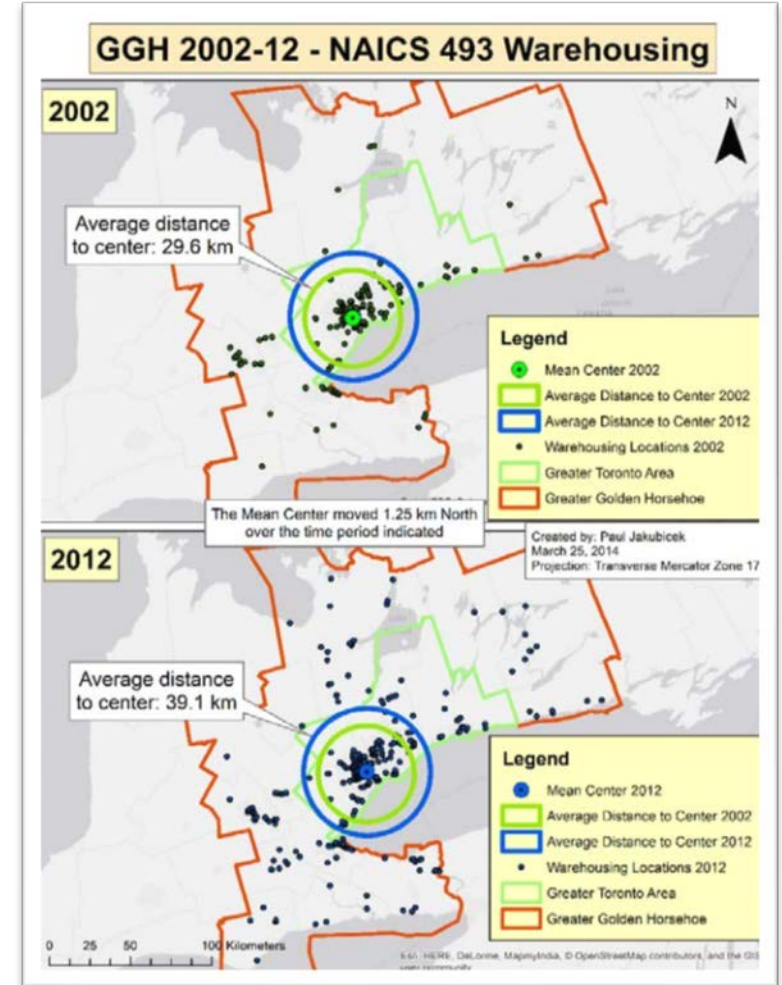 GGH 2002-12 - NAICS 493 Warehousing
2002
N
Average distance
to center: 29.6 km
Legend
Mean Center 2002
Average Distance to Center 2002
Average Distance to Center 2012
Warehousing Locations 2002
Greater Toronto Area
Greater Golden Horsehoe
The Mean Center moved 1.25 km North
over the time period indicated
Created by: Paul Jakubicek
March 25, 2014
Projection: Transverse Mercator Zone 17
2012
Average distance
to center: 39.1 km
Legend
Mean Center 2012
Average Distance to Center 2002
Average Distance to Center 2012
Warehousing Locations 2012
Greater Toronto Area
Greater Golden Horsehoe
0 25 50 100 Kilometers
Esri, HERE, DeLorme, MapmyIndia, © OpenStreetMap contributors, and the GIS
user community